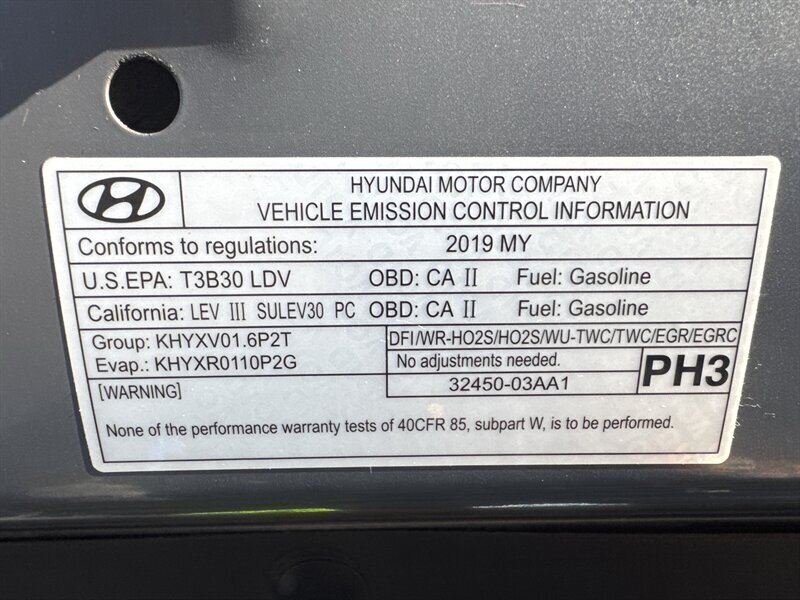 HYUNDAI MOTOR COMPANY
VEHICLE EMISSION CONTROL INFORMATION
Conforms to regulations: 2019 MY
U.S.EPA: T3B30 LDV OBD: CA II Fuel: Gasoline
California: LEV III SULEV30 PC OBD: CA II Fuel: Gasoline
Group: KHYXV01.6P2T
Evap.: KHYXR0110P2G
DFI/WR-HO2S/HO2S/WU-TWC/TWC/EGR/EGRC
No adjustments needed.
32450-03AA1
PH3
[WARNING]
None of the performance warranty tests of 40CFR 85, subpart W, is to be performed.